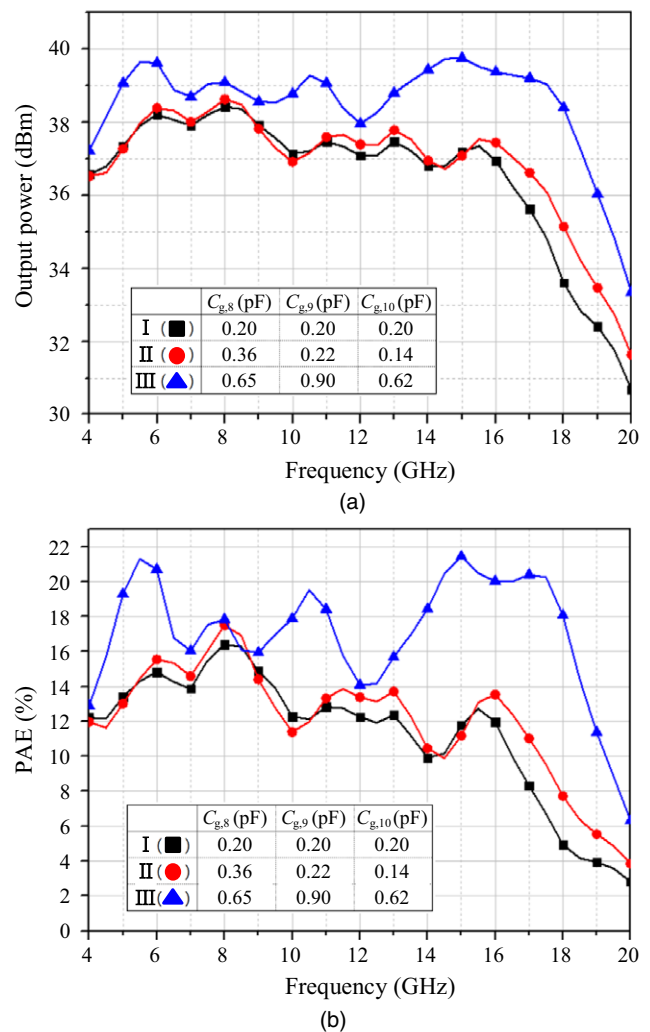 40
38
36
34
32
30
Output power (dBm)
C_g,8 (pF) C_g,9 (pF) C_g,10 (pF)
I (■) 0.20 0.20 0.20
II (●) 0.36 0.22 0.14
III (▲) 0.65 0.90 0.62
4 6 8 10 12 14 16 18 20
Frequency (GHz)
(a)
22
20
18
16
14
12
10
8
6
4
2
0
PAE (%)
C_g,8 (pF) C_g,9 (pF) C_g,10 (pF)
I (■) 0.20 0.20 0.20
II (●) 0.36 0.22 0.14
III (▲) 0.65 0.90 0.62
4 6 8 10 12 14 16 18 20
Frequency (GHz)
(b)